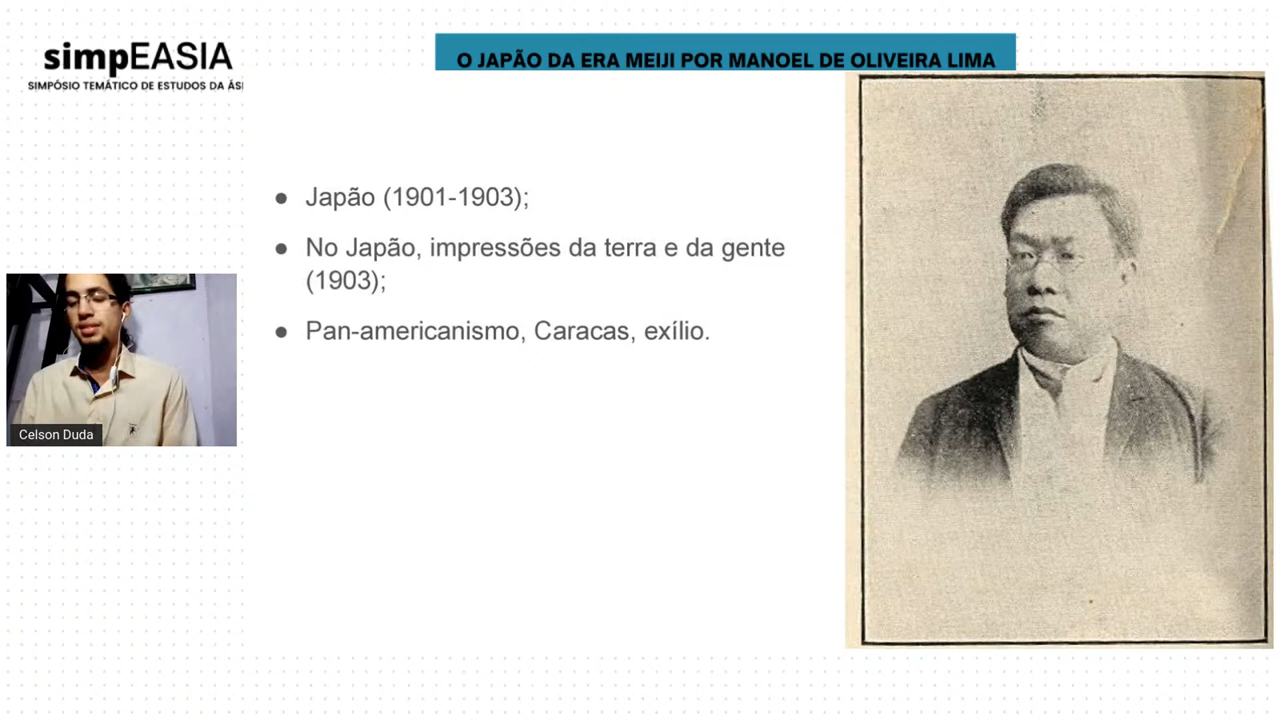 simpEASIA
SIMPÓSIO TEMÁTICO DE ESTUDOS DA ÁSI
O JAPÃO DA ERA MEIJI POR MANOEL DE OLIVEIRA LIMA
● Japão (1901-1903);
● No Japão, impressões da terra e da gente
(1903);
● Pan-americanismo, Caracas, exílio.
Celson Duda